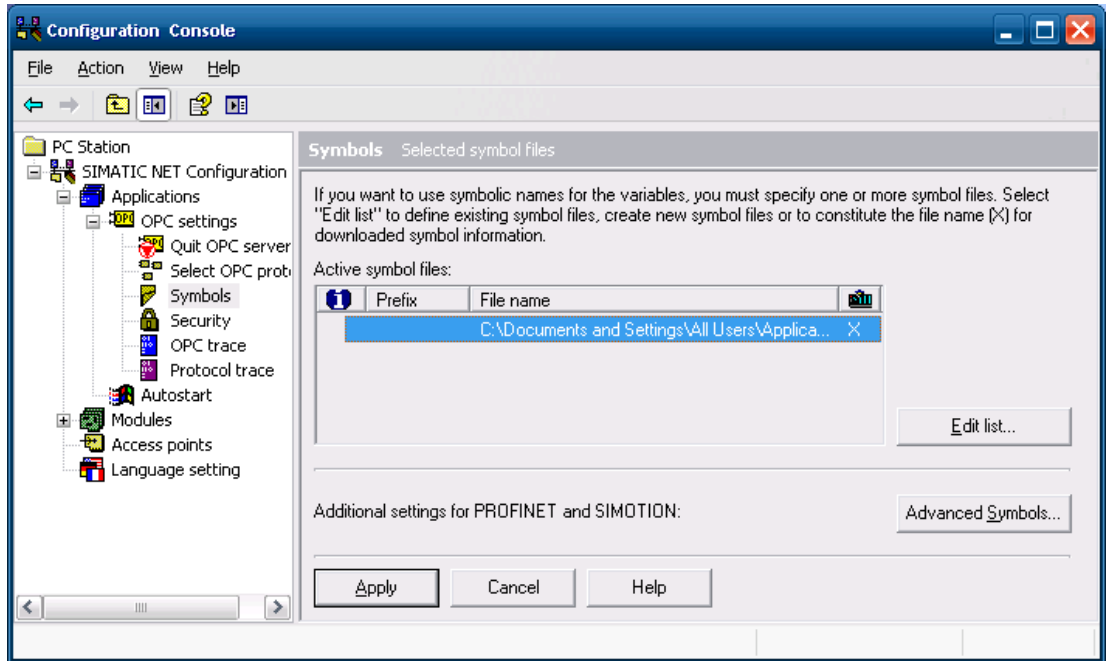 Configuration Console
File Action View Help
PC Station
SIMATIC NET Configuration
Applications
OPC settings
Quit OPC server
Select OPC prot
Symbols
Security
OPC trace
Protocol trace
Autostart
Modules
Access points
Language setting
Symbols Selected symbol files
If you want to use symbolic names for the variables, you must specify one or more symbol files. Select
"Edit list" to define existing symbol files, create new symbol files or to constitute the file name (X) for
downloaded symbol information.
Active symbol files:
Prefix File name
C:\Documents and Settings\All Users\Applica... X
Edit list...
Additional settings for PROFINET and SIMOTION:
Advanced Symbols...
Apply Cancel Help